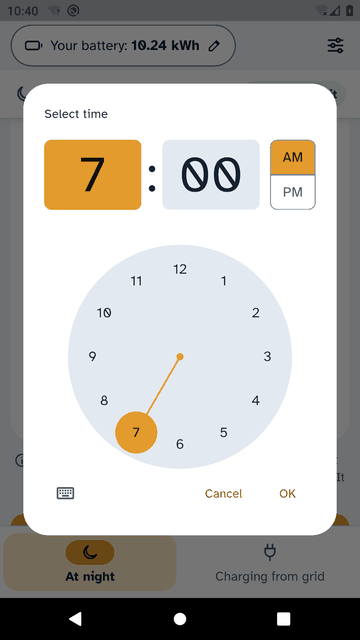 10:40
Your battery: 10.24 kWh
Select time
7 : 00
AM
PM
12
11 1
10 2
9 3
8 4
7 5
6
Cancel OK
It
At night Charging from grid